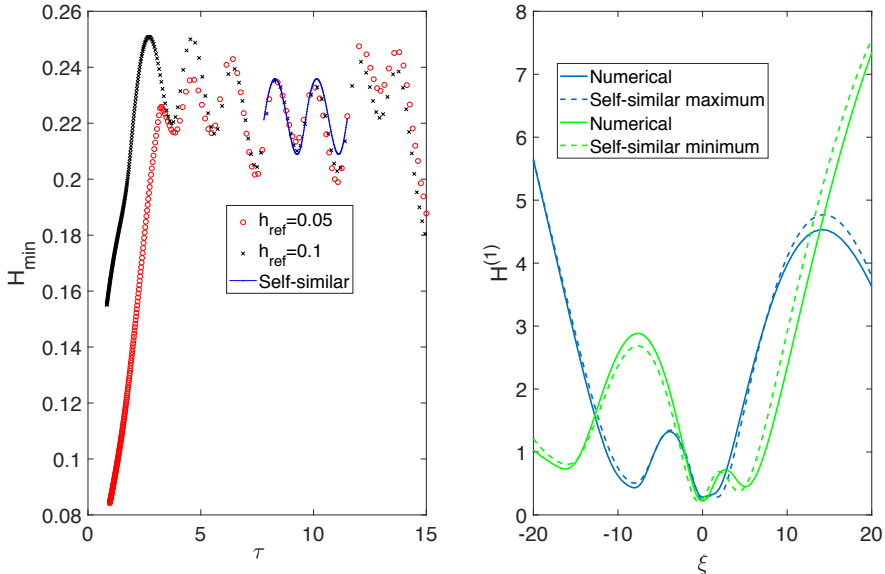 0.26
0.24
0.22
0.2
0.18
0.16
0.14
0.12
0.1
0.08
H_min
0 5 10 15
τ
h_ref=0.05
h_ref=0.1
Self-similar
8
7
6
5
4
3
2
1
0
H^(1)
-20 -10 0 10 20
ξ
Numerical
Self-similar maximum
Numerical
Self-similar minimum